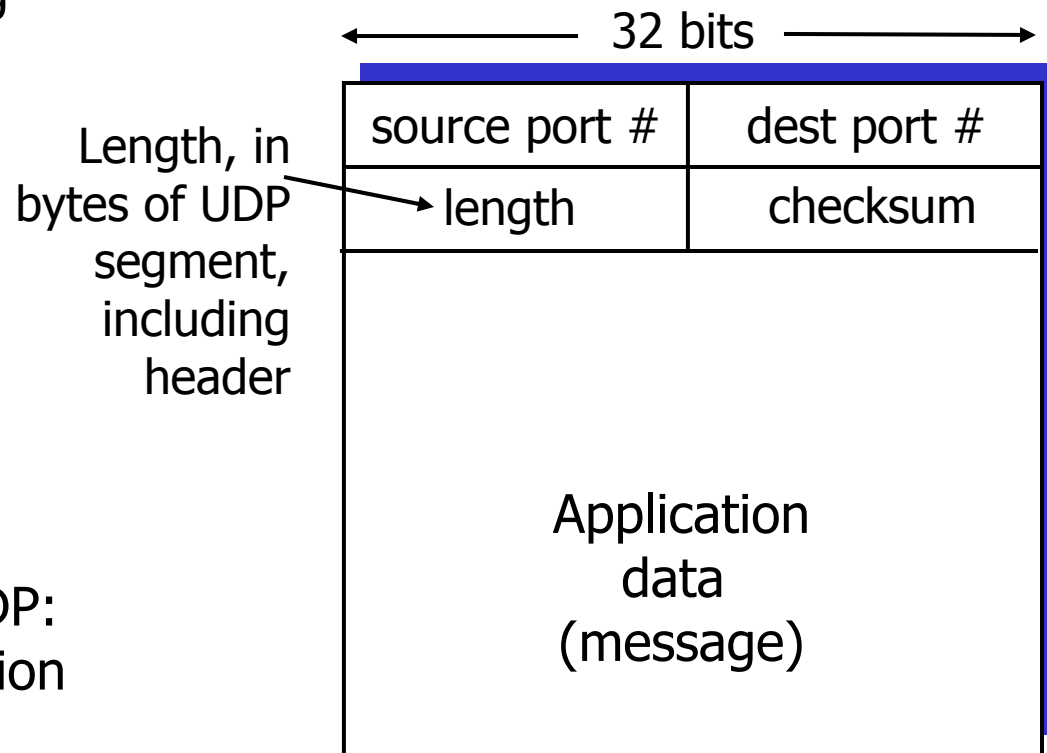 32 bits
source port # dest port #
Length, in
bytes of UDP
segment,
including
header
length checksum
Application
data
(message)